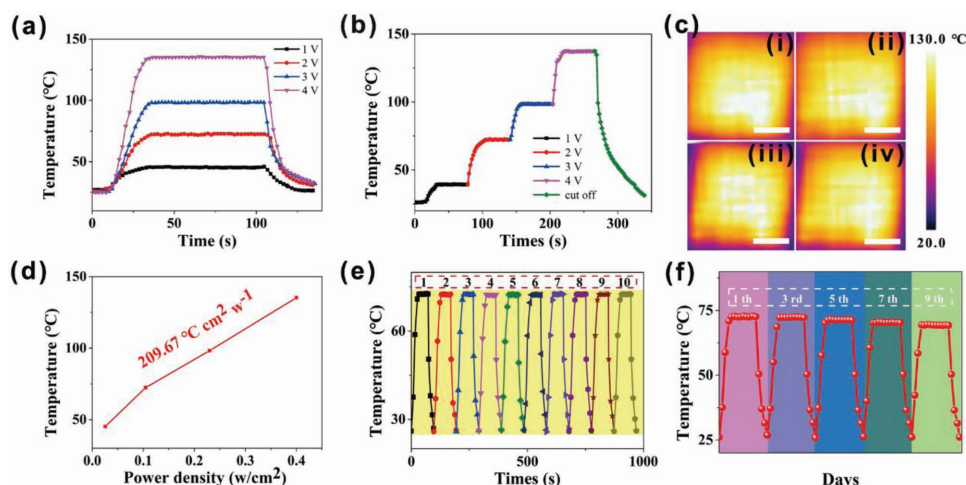 (a)
150
100
50
0 50 100
Temperature (°C)
Time (s)
1 V
2 V
3 V
4 V
(b)
150
100
50
0 100 200 300
Temperature (°C)
Times (s)
1 V
2 V
3 V
4 V
cut off
(c)
(i)
(ii)
(iii)
(iv)
130.0 °C
20.0
(d)
150
100
50
0.0 0.1 0.2 0.3 0.4
Temperature (°C)
Power density (w/cm²)
209.67 °C cm² w-1
(e)
1 2 3 4 5 6 7 8 9 10
60
30
0 500 1000
Temperature (°C)
Times (s)
(f)
1 th 3 rd 5 th 7 th 9 th
75
50
25
Temperature (°C)
Days